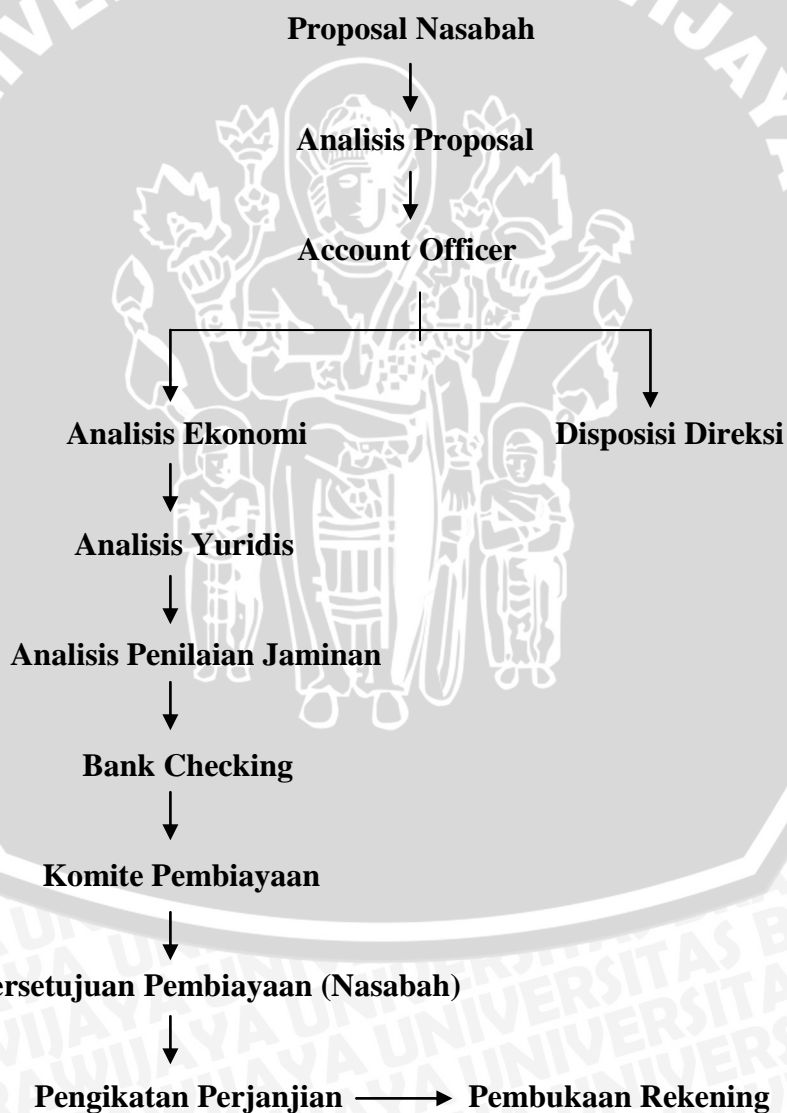 Proposal Nasabah
Analisis Proposal
Account Officer
Analisis Ekonomi Disposisi Direksi
Analisis Yuridis
Analisis Penilaian Jaminan
Bank Checking
Komite Pembiayaan
ersetujuan Pembiayaan (Nasabah)
Pengikatan Perjanjian Pembukaan Rekening